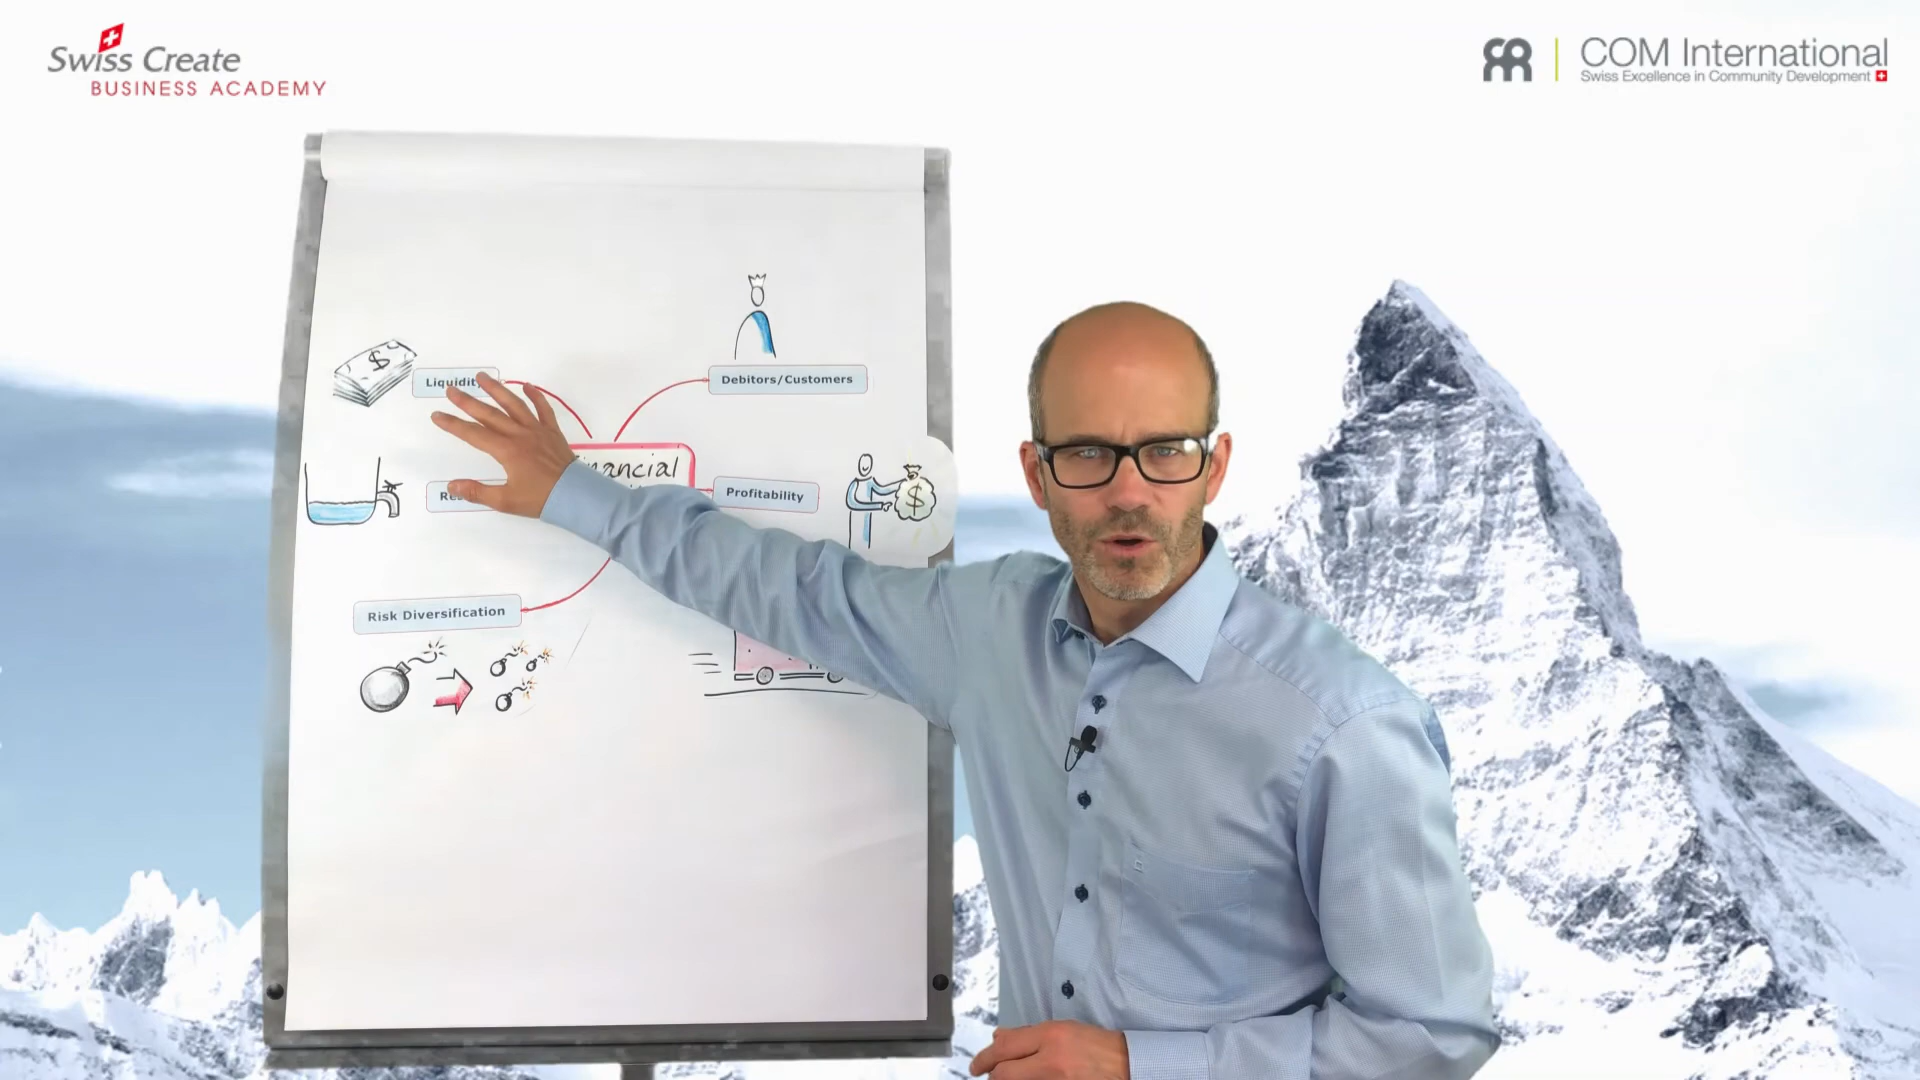 Swiss Create
BUSINESS ACADEMY
COM International
Swiss Excellence in Community Development
$
Debitors/Customers
Profitability
$
Risk Diversification